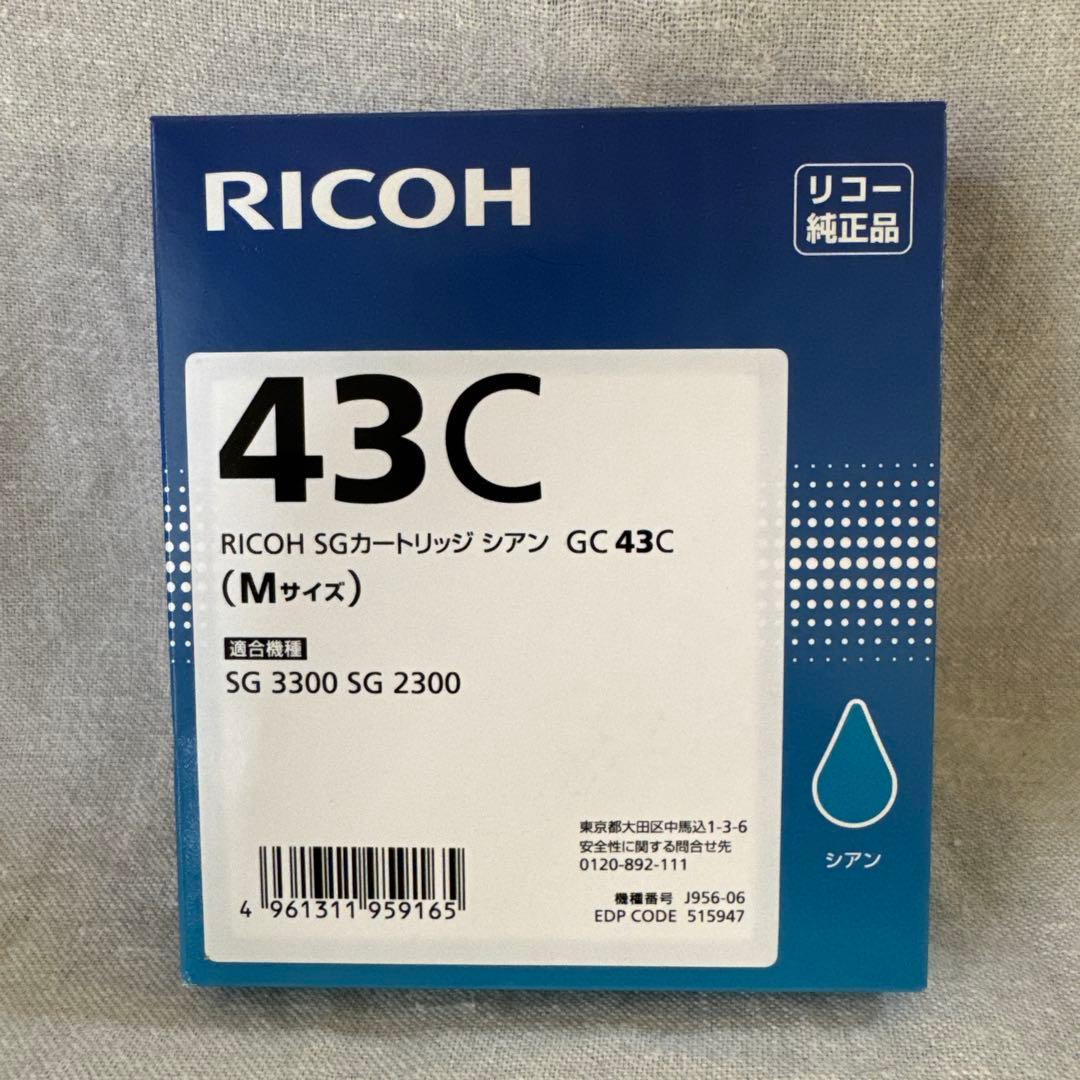 RICOH
リコー
純正品
43C
RICOH SGカートリッジ シアン GC 43C
(Mサイズ)
適合機種
SG 3300 SG 2300
シアン
東京都大田区中馬込1-3-6
安全性に関する問合せ先
0120-892-111
機種番号 J956-06
EDP CODE 515947
4 961311 959165